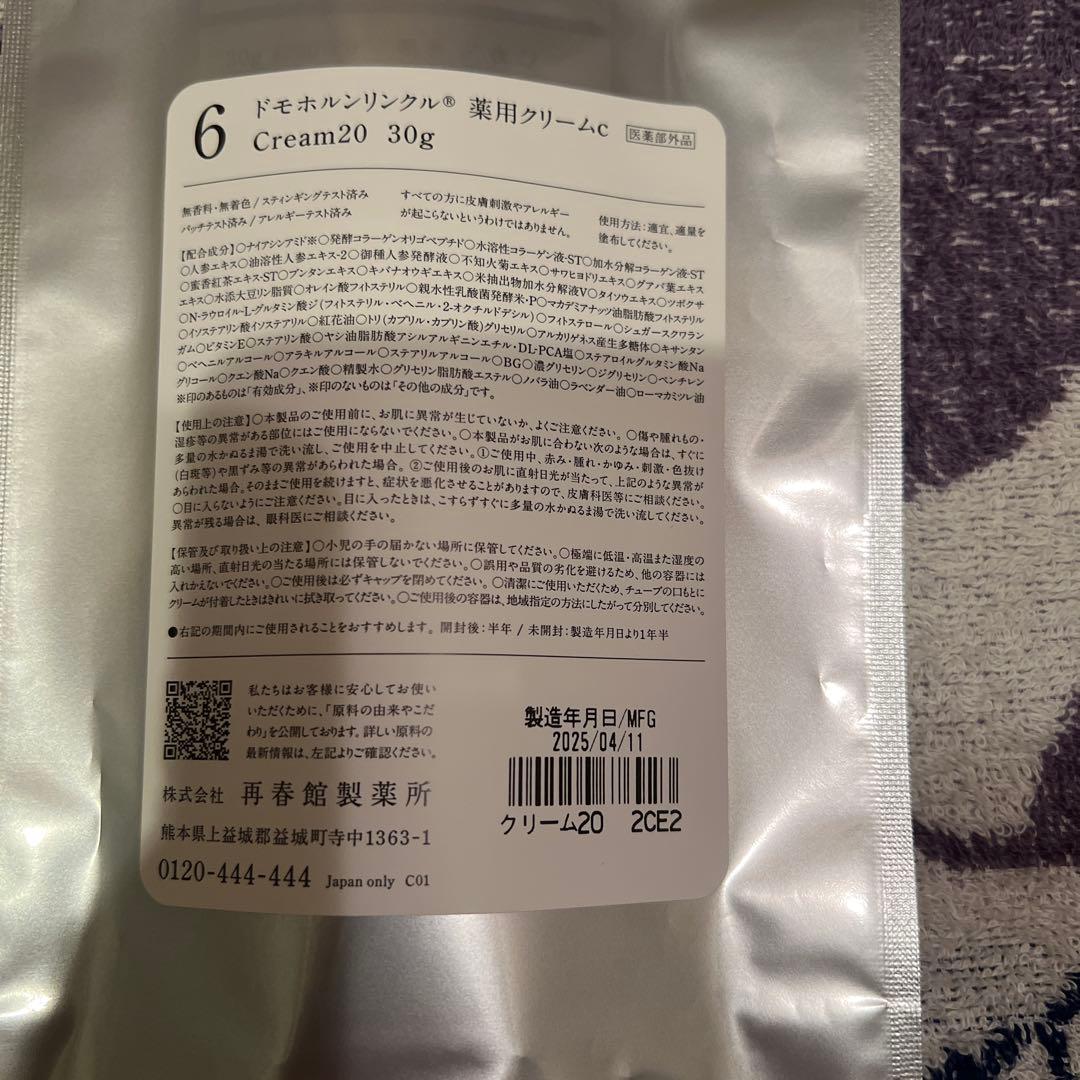 6
ドモホルンリンクル® 薬用クリームc 医薬部外品
Cream20 30g
無香料・無着色 / スティンギングテスト済み
パッチテスト済み / アレルギーテスト済み
すべての方に皮膚刺激やアレルギー
が起こらないというわけではありません。
使用方法：適宜、適量を
塗布してください。
【配合成分】○ナイアシンアミド※○発酵コラーゲンオリゴペプチド○水溶性コラーゲン液-ST○加水分解コラーゲン液-ST
○人参エキス○油溶性人参エキス-2○御種人参発酵液○不知火菊エキス○サワヒヨドリエキス○グアバ葉エキス
○蜜香紅茶エキス-ST○ブンタンエキス○キバナオウギエキス○米抽出物加水分解液V○タイソウエキス○ツボクサ
エキス○水添大豆リン脂質○オレイン酸フィトステリル○親水性乳酸菌発酵米・P○マカデミアナッツ油脂肪酸フィトステリル
○N-ラウロイル-L-グルタミン酸ジ（フィトステリル・ベヘニル・2-オクチルドデシル）○フィトステロール○シュガースクワラン
○イソステアリン酸イソステアリル○紅花油○トリ（カプリル・カプリン酸）グリセリル○アルカリゲネス産生多糖体○キサンタン
ガム○ビタミンE○ステアリン酸○ヤシ油脂肪酸アシルアルギニンエチル・DL-PCA塩○ステアロイルグルタミン酸Na
○ベヘニルアルコール○アラキルアルコール○ステアリルアルコール○BG○濃グリセリン○ジグリセリン○ペンチレン
グリコール○クエン酸Na○クエン酸○精製水○グリセリン脂肪酸エステル○ノバラ油○ラベンダー油○ローマカミツレ油
※印のあるものは「有効成分」、※印のないものは「その他の成分」です。
【使用上の注意】○本製品のご使用前に、お肌に異常が生じていないか、よくご注意ください。○傷や腫れもの・
湿疹等の異常がある部位にはご使用にならないでください。○本製品がお肌に合わない次のような場合は、すぐに
多量の水かぬるま湯で洗い流し、ご使用を中止してください。①ご使用中、赤み・腫れ・かゆみ・刺激・色抜け
（白斑等）や黒ずみ等の異常があらわれた場合。②ご使用後のお肌に直射日光が当たって、上記のような異常が
あらわれた場合。そのままご使用を続けますと、症状を悪化させることがありますので、皮膚科医等にご相談ください。
○目に入らないようにご注意ください。目に入ったときは、こすらずすぐに多量の水かぬるま湯で洗い流してください。
異常が残る場合は、眼科医にご相談ください。
【保管及び取り扱い上の注意】○小児の手の届かない場所に保管してください。○極端に低温・高温また湿度の
高い場所、直射日光の当たる場所には保管しないでください。○誤用や品質の劣化を避けるため、他の容器には
入れかえないでください。○ご使用後は必ずキャップを閉めてください。○清潔にご使用いただくため、チューブの口もとに
クリームが付着したときはきれいに拭き取ってください。○ご使用後の容器は、地域指定の方法にしたがって分別してください。
●右記の期間内にご使用されることをおすすめします。開封後：半年 / 未開封：製造年月日より1年半
私たちはお客様に安心してお使い
いただくために、「原料の由来やこだ
わり」を公開しております。詳しい原料の
最新情報は、左記よりご確認ください。
株式会社 再春館製薬所
熊本県上益城郡益城町寺中1363-1
0120-444-444 Japan only C01
製造年月日/MFG
2025/04/11
クリーム20 2CE2